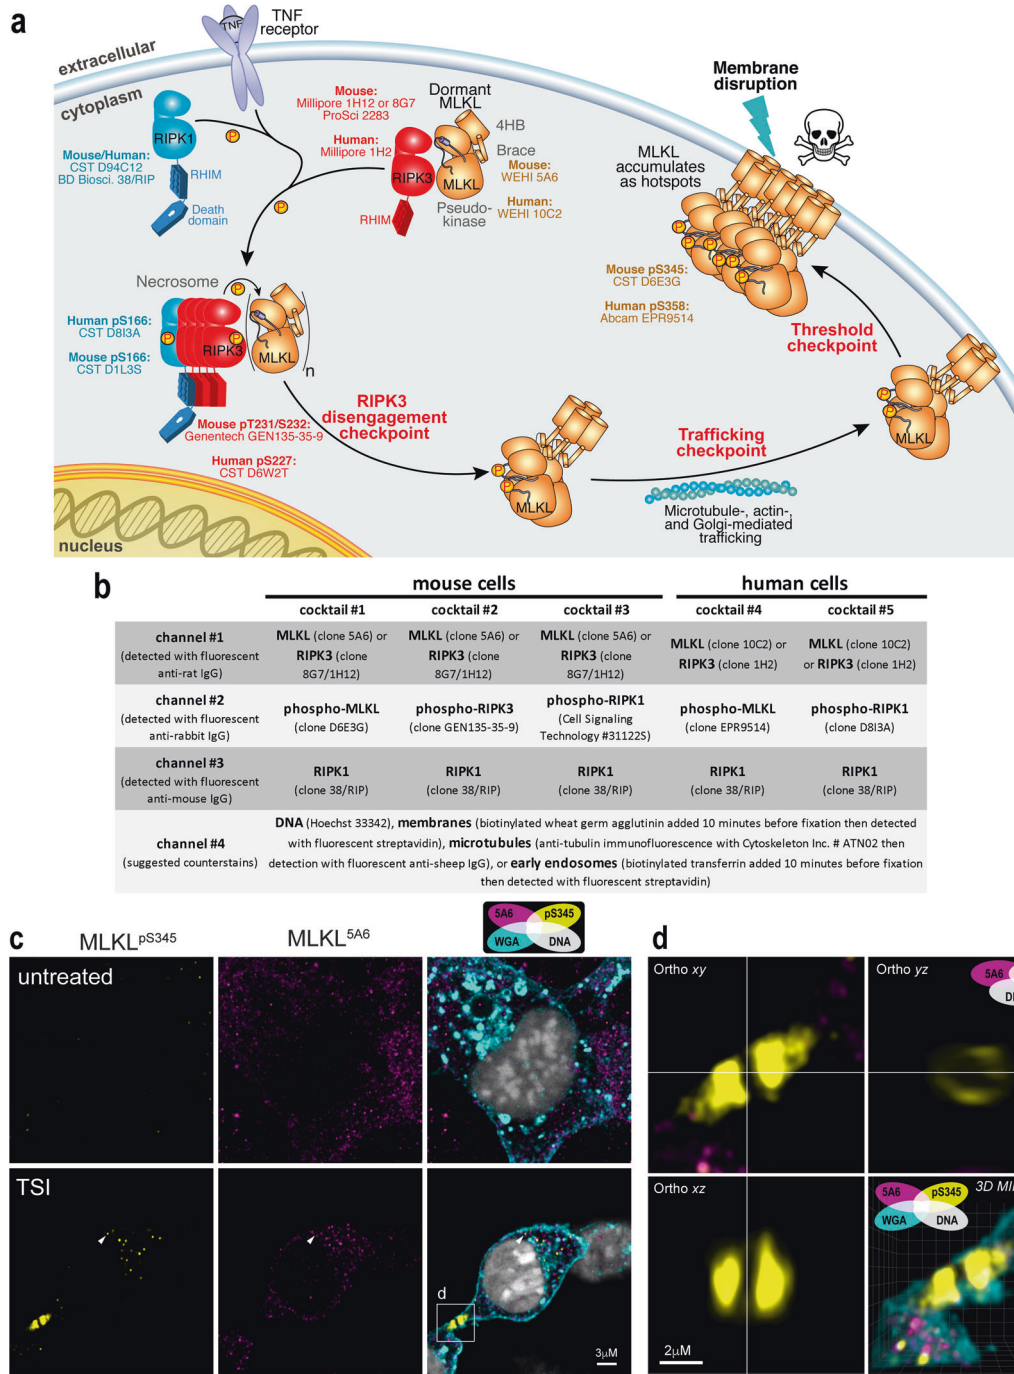 a
extracellular
cytoplasm
TNF
TNF
receptor
RIPK1
Mouse/Human:
CST D94C12
BD Biosci. 38/RIP
RHIM
Death
domain
P
P
Mouse:
Millipore 1H12 or 8G7
ProSci 2283
Human:
Millipore 1H2
RIPK3
RHIM
Dormant
MLKL
4HB
Brace
MLKL
Pseudo-
kinase
Mouse:
WEHI 5A6
Human:
WEHI 10C2
Membrane
disruption
MLKL
accumulates
as hotspots
P
P
P
P
P
P
Mouse pS345:
CST D6E3G
Human pS358:
Abcam EPR9514
Threshold
checkpoint
Necrosome
P
Human pS166:
CST D8I3A
Mouse pS166:
CST D1L3S
P
P
RIPK3
MLKL
n
Mouse pT231/S232:
Genentech GEN135-35-9
Human pS227:
CST D6W2T
RIPK3
disengagement
checkpoint
P
P
MLKL
Trafficking
checkpoint
P
P
MLKL
Microtubule-, actin-,
and Golgi-mediated
trafficking
nucleus
b
mouse cells human cells
cocktail #1 cocktail #2 cocktail #3 cocktail #4 cocktail #5
channel #1
(detected with fluorescent
anti-rat IgG)
MLKL (clone 5A6) or
RIPK3 (clone
8G7/1H12)
MLKL (clone 5A6) or
RIPK3 (clone
8G7/1H12)
MLKL (clone 5A6) or
RIPK3 (clone
8G7/1H12)
MLKL (clone 10C2) or
RIPK3 (clone 1H2)
MLKL (clone 10C2)
or RIPK3 (clone 1H2)
channel #2
(detected with fluorescent
anti-rabbit IgG)
phospho-MLKL
(clone D6E3G)
phospho-RIPK3
(clone GEN135-35-9)
phospho-RIPK1
(Cell Signaling
Technology #31122S)
phospho-MLKL
(clone EPR9514)
phospho-RIPK1
(clone D8I3A)
channel #3
(detected with fluorescent
anti-mouse IgG)
RIPK1
(clone 38/RIP)
RIPK1
(clone 38/RIP)
RIPK1
(clone 38/RIP)
RIPK1
(clone 38/RIP)
RIPK1
(clone 38/RIP)
channel #4
(suggested counterstains)
DNA (Hoechst 33342), membranes (biotinylated wheat germ agglutinin added 10 minutes before fixation then detected
with fluorescent streptavidin), microtubules (anti-tubulin immunofluorescence with Cytoskeleton Inc. # ATN02 then
detection with fluorescent anti-sheep IgG), or early endosomes (biotinylated transferrin added 10 minutes before fixation
then detected with fluorescent streptavidin)
c
MLKLpS345
MLKL5A6
5A6 pS345
WGA DNA
untreated
TSI
d
3μM
d
Ortho xy
Ortho yz
5A6
Ortho xz
2μM
5A6 pS345
WGA DNA